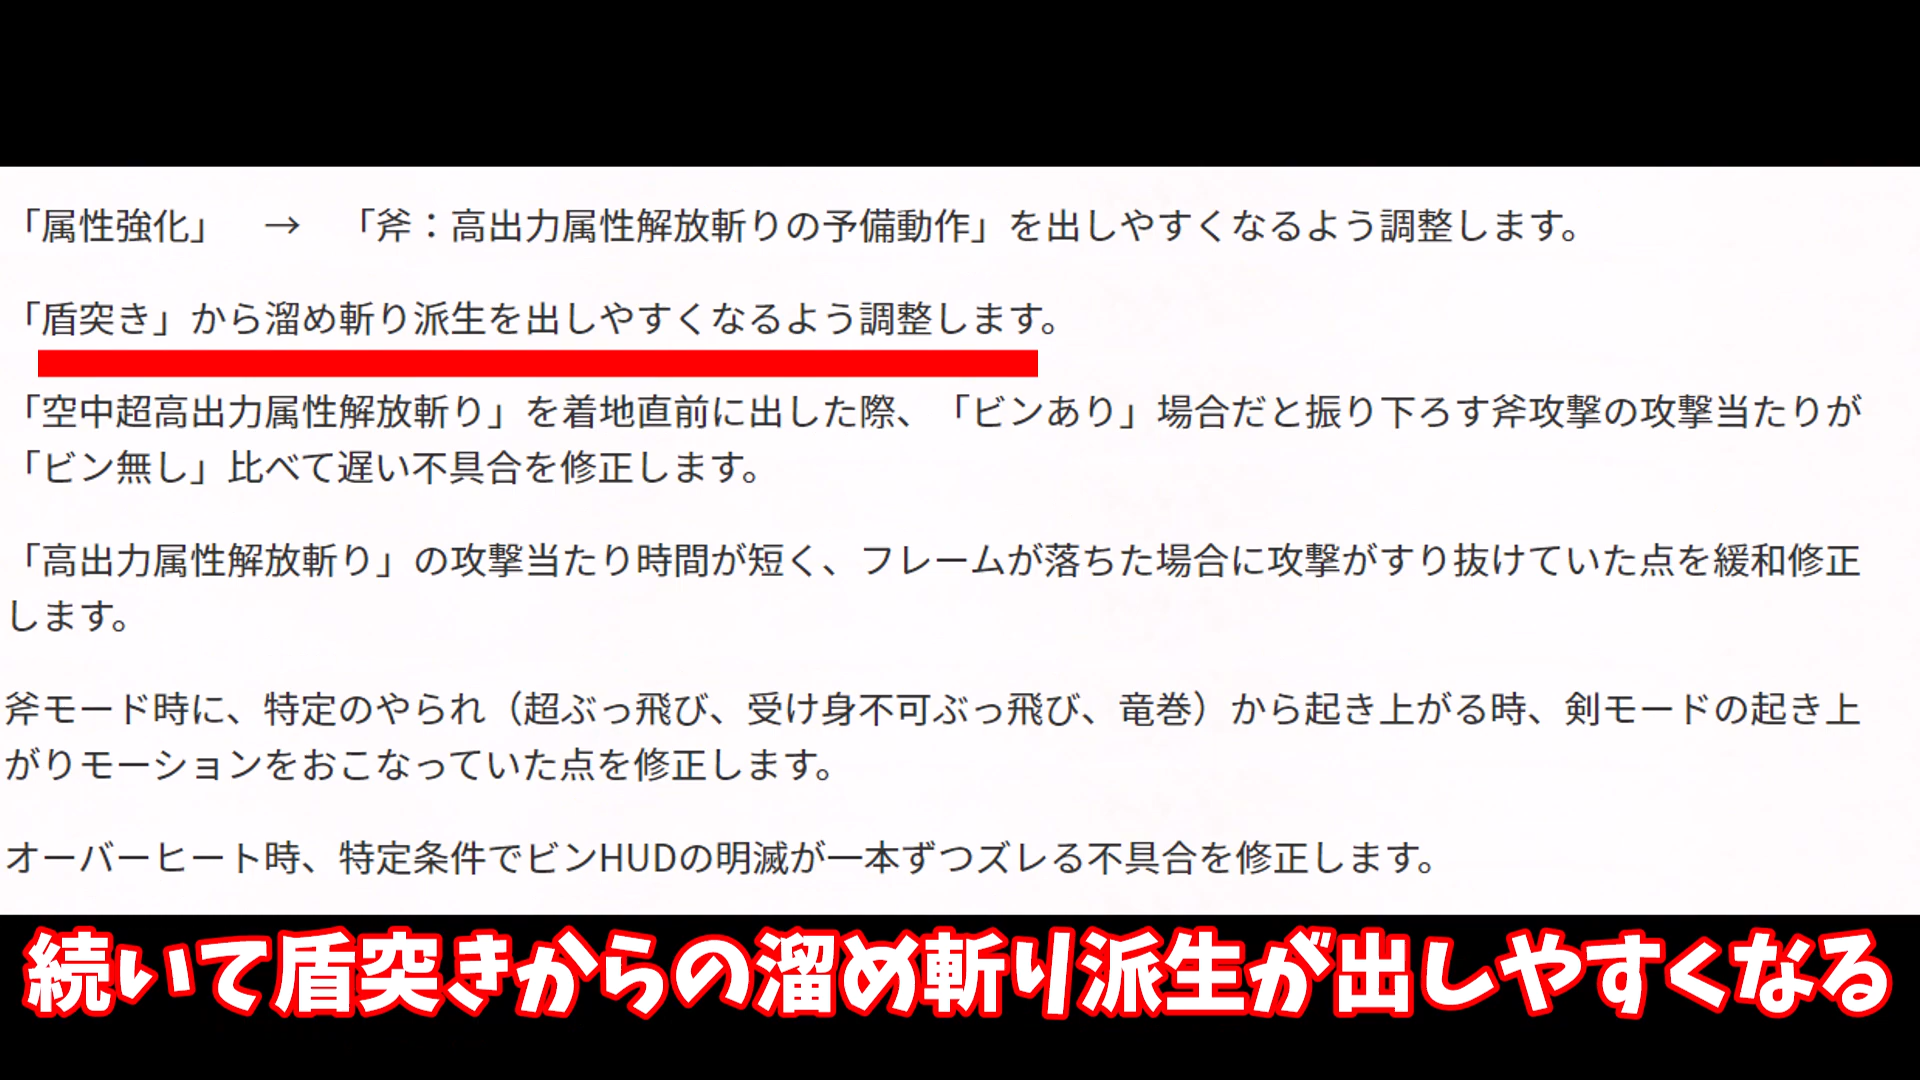 「属性強化」　→　「斧：高出力属性解放斬りの予備動作」を出しやすくなるよう調整します。
「盾突き」から溜め斬り派生を出しやすくなるよう調整します。
「空中超高出力属性解放斬り」を着地直前に出した際、「ビンあり」場合だと振り下ろす斧攻撃の攻撃当たりが
「ビン無し」比べて遅い不具合を修正します。
「高出力属性解放斬り」の攻撃当たり時間が短く、フレームが落ちた場合に攻撃がすり抜けていた点を緩和修正
します。
斧モード時に、特定のやられ（超ぶっ飛び、受け身不可ぶっ飛び、竜巻）から起き上がる時、剣モードの起き上
がりモーションをおこなっていた点を修正します。
オーバーヒート時、特定条件でビンHUDの明滅が一本ずつズレる不具合を修正します。
続いて盾突きからの溜め斬り派生が出しやすくなる